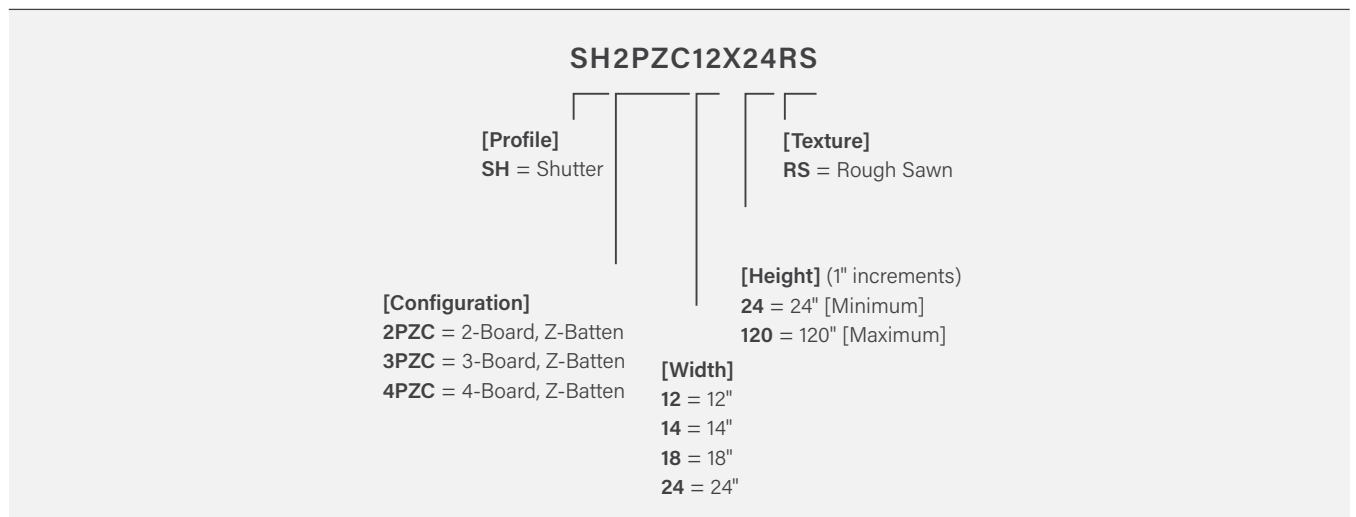 SH2PZC12X24RS
[Profile]
SH = Shutter
[Texture]
RS = Rough Sawn
[Configuration]
2PZC = 2-Board, Z-Batten
3PZC = 3-Board, Z-Batten
4PZC = 4-Board, Z-Batten
[Width]
12 = 12"
14 = 14"
18 = 18"
24 = 24"
[Height] (1" increments)
24 = 24" [Minimum]
120 = 120" [Maximum]